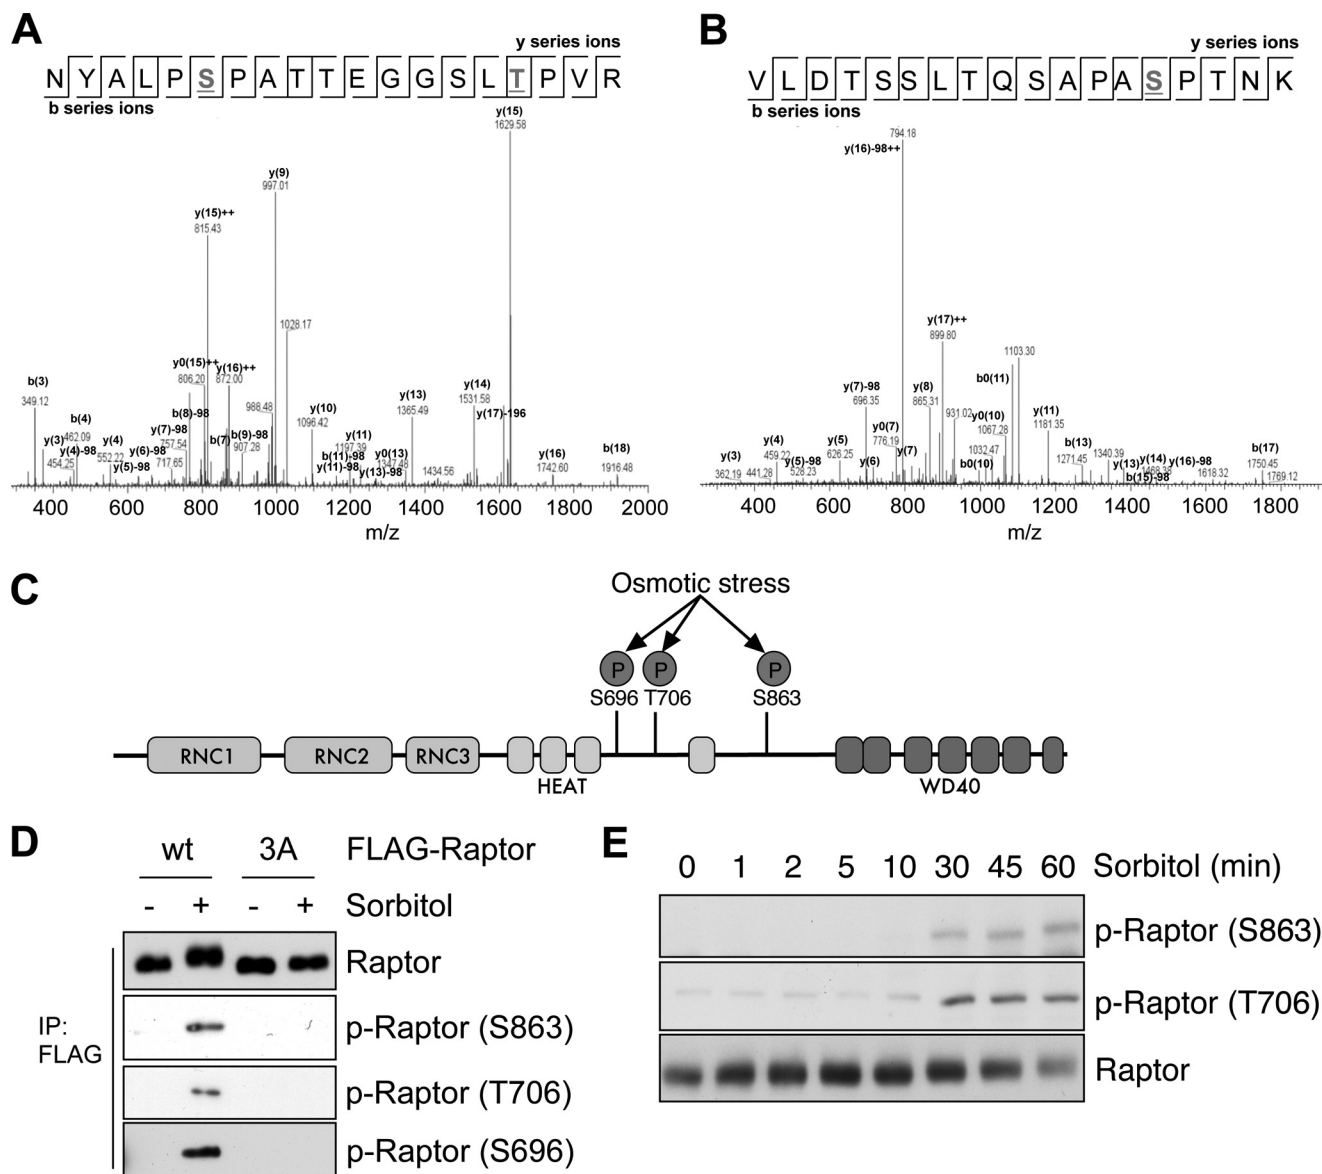 A
y series ions
N Y A L P S P A T T E G G S L T P V R
b series ions
y(15)
1629.58
y(9)
997.01
y(15)++
815.43
1028.17
y0(15)++
806.20
y(16)++
872.00
b(3)
349.12
b(4)
462.09
y(3)
454.25
y(4)-98
y(4)
552.22
y(5)-98
y(6)-98
717.65
y(7)-98
757.54
b(8)-98
b(7)
b(9)-98
907.28
988.48
y(10)
1096.42
y(11)
1197.39
b(11)-98
y(11)-98
y0(13)
1347.48
y(13)-98
y(13)
1365.49
1434.56
y(14)
1531.58
y(17)-196
y(16)
1742.60
b(18)
1916.48
400 600 800 1000 1200 1400 1600 1800 2000
m/z
B
y series ions
V L D T S S L T Q S A P A S P T N K
b series ions
794.18
y(16)-98++
y(17)++
899.80
1103.30
b0(11)
y(7)-98
696.35
y(8)
865.31
931.02
y0(10)
1067.28
y(11)
1181.35
y(3)
362.19
441.28
y(4)
459.22
y(5)-98
528.23
y(5)
626.25
y0(7)
776.19
y(6)
y(7)
1032.47
b0(10)
b(13)
1271.45
1340.39
y(13)
y(14)
1468.38
b(15)-98
y(16)-98
1618.32
b(17)
1750.45
1769.12
400 600 800 1000 1200 1400 1600 1800
m/z
C
Osmotic stress
P P P
S696 T706 S863
RNC1 RNC2 RNC3
HEAT WD40
D
wt 3A FLAG-Raptor
- + - + Sorbitol
Raptor
p-Raptor (S863)
p-Raptor (T706)
p-Raptor (S696)
IP:
FLAG
E
0 1 2 5 10 30 45 60 Sorbitol (min)
p-Raptor (S863)
p-Raptor (T706)
Raptor